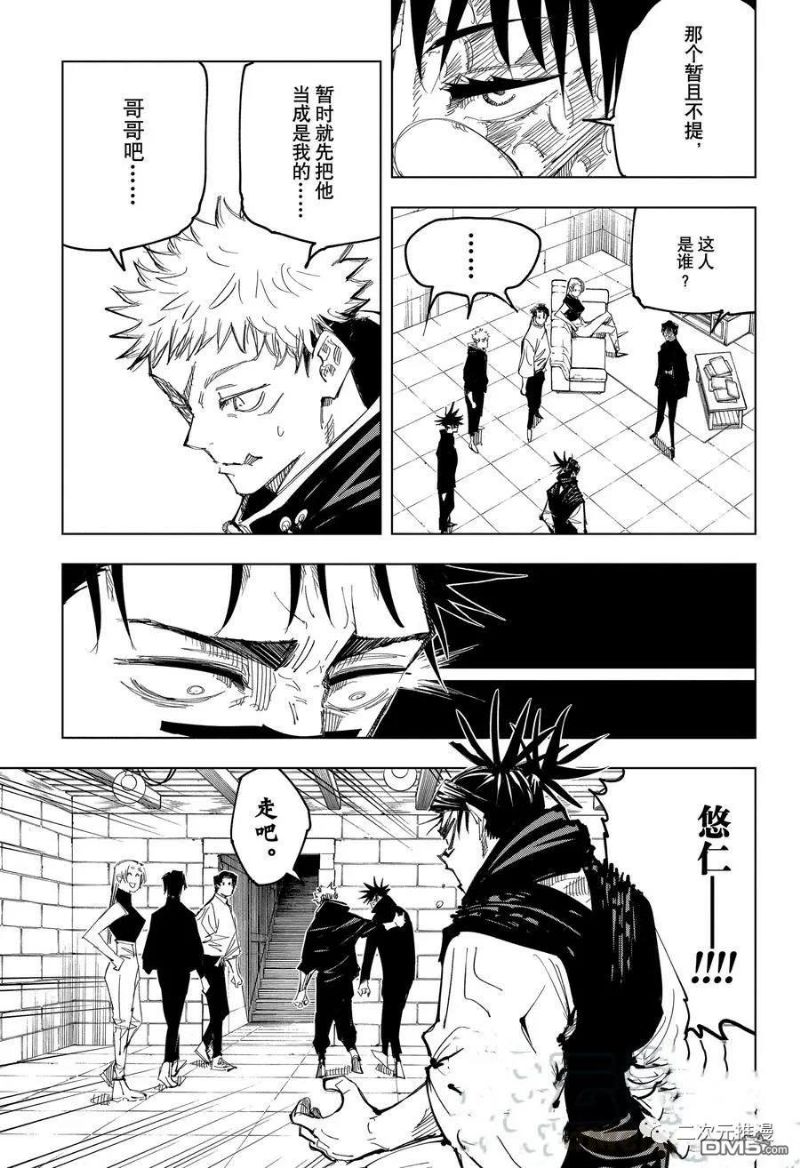 那个暂且不提，
这人
是谁？
……
暂时就先把他
当成是我的……
哥哥吧……
悠仁——！！！！
走吧。
二次元推漫
DM5.com